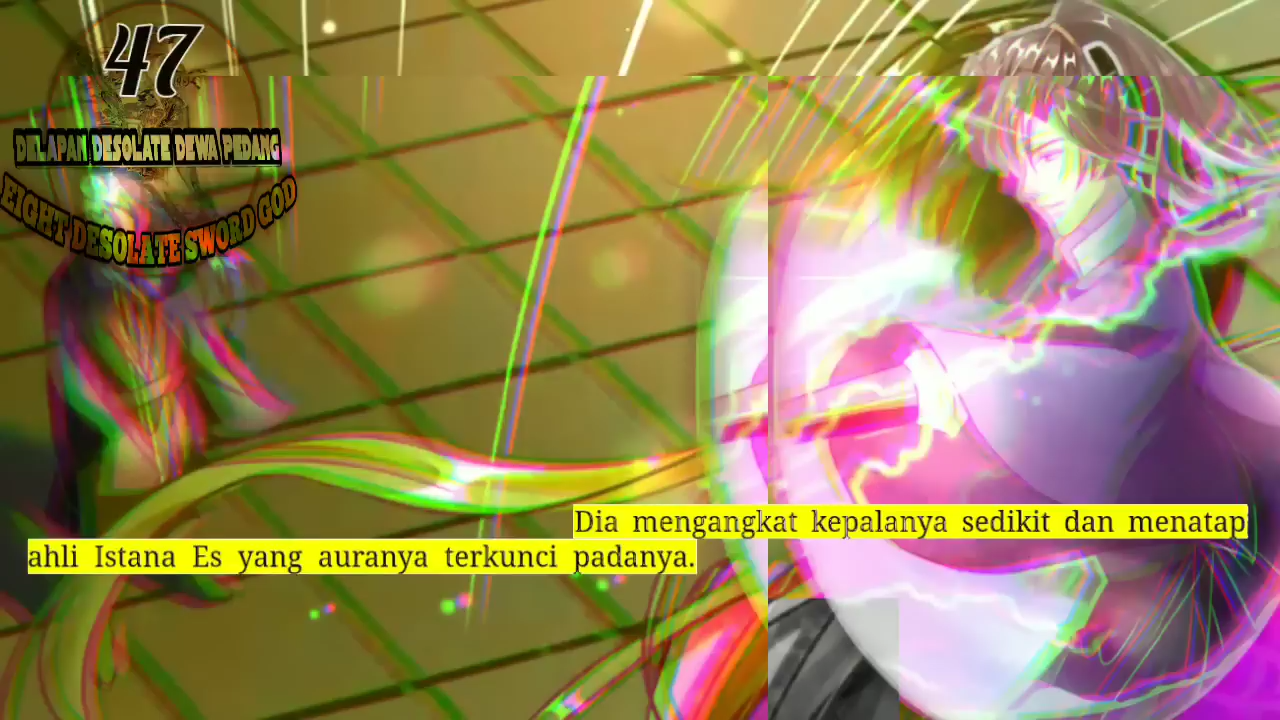 47
DELAPAN DESOLATE DEWA PEDANG
EIGHT DESOLATE SWORD GOD
Dia mengangkat kepalanya sedikit dan menatap
ahli Istana Es yang auranya terkunci padanya.